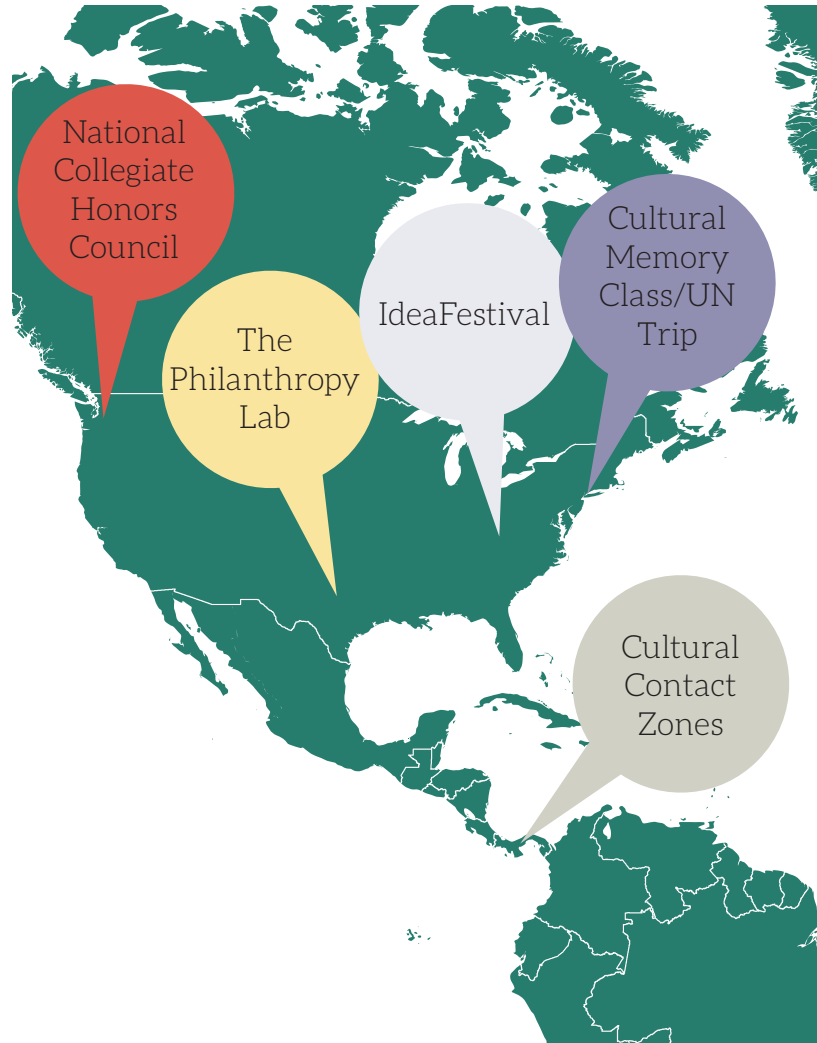 National
Collegiate
Honors
Council
The
Philanthropy
Lab
IdeaFestival
Cultural
Memory
Class/UN
Trip
Cultural
Contact
Zones